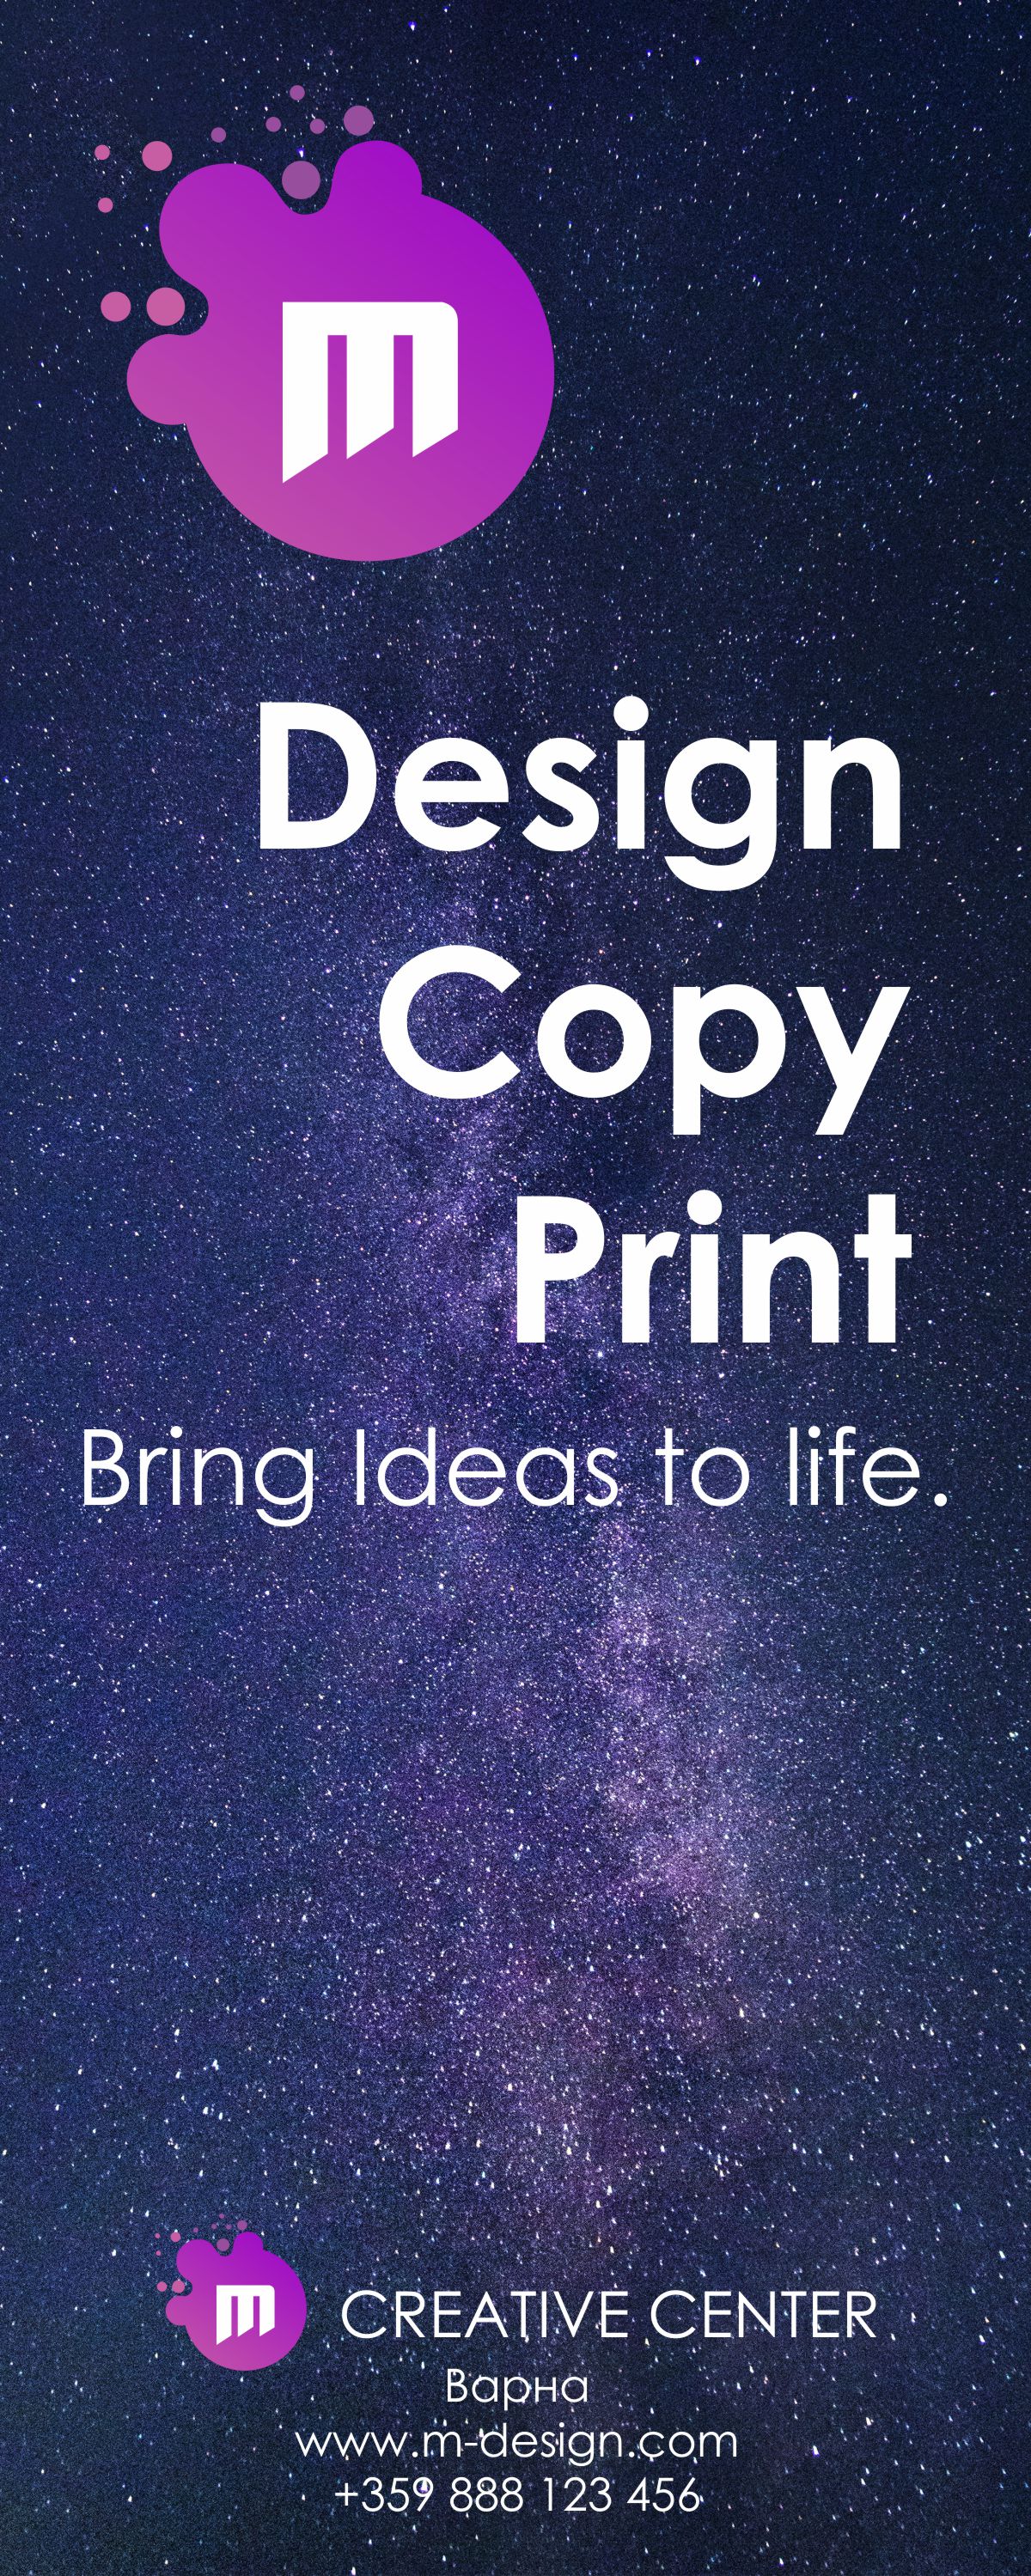 m
Design
Copy
Print
Bring Ideas to life.
m CREATIVE CENTER
Варна
www.m-design.com
+359 888 123 456